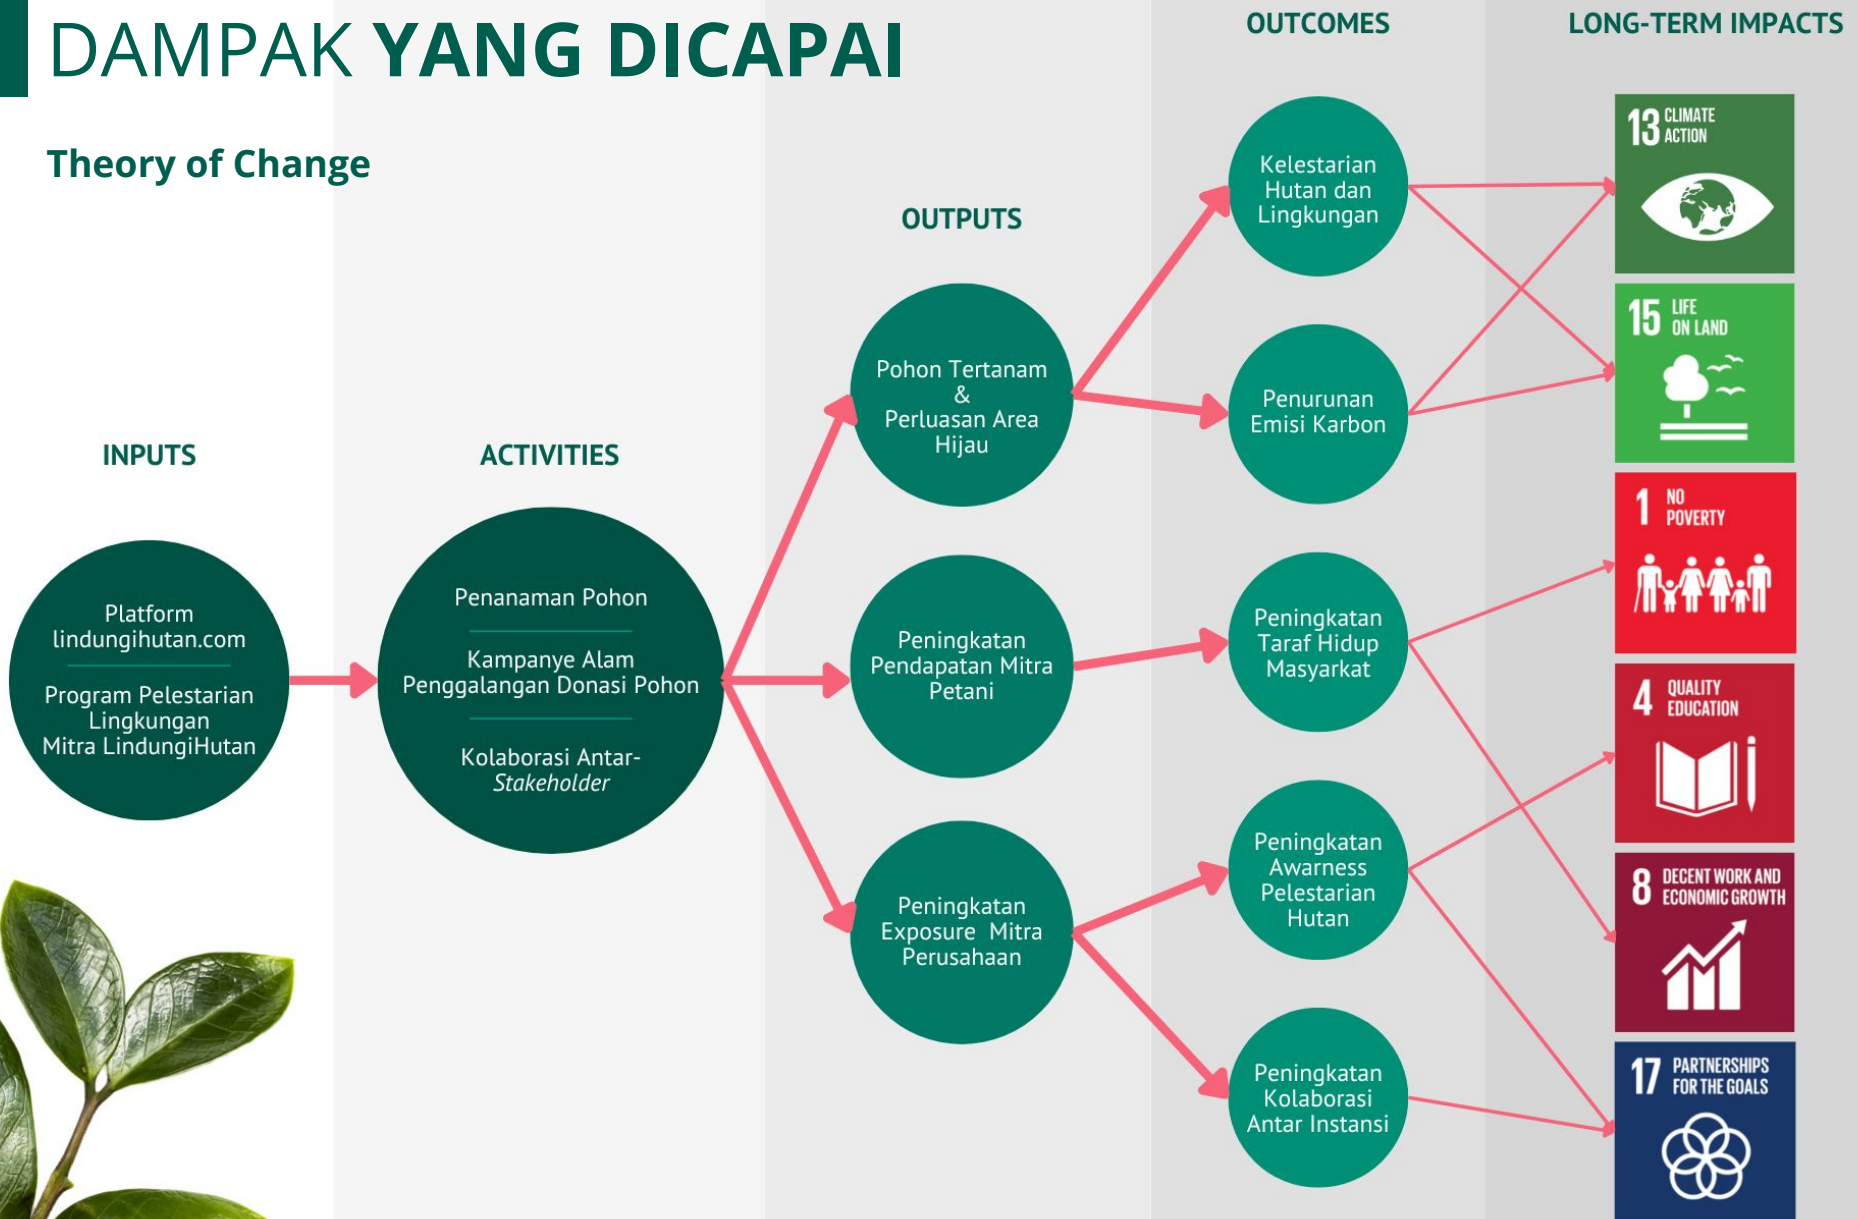 DAMPAK YANG DICAPAI
Theory of Change
INPUTS
Platform
lindungihutan.com
Program Pelestarian
Lingkungan
Mitra LindungiHutan
ACTIVITIES
Penanaman Pohon
Kampanye Alam
Penggalangan Donasi Pohon
Kolaborasi Antar-
Stakeholder
OUTPUTS
Pohon Tertanam
&
Perluasan Area
Hijau
Peningkatan
Pendapatan Mitra
Petani
Peningkatan
Exposure Mitra
Perusahaan
OUTCOMES
Kelestarian
Hutan dan
Lingkungan
Penurunan
Emisi Karbon
Peningkatan
Taraf Hidup
Masyarkat
Peningkatan
Awarness
Pelestarian
Hutan
Peningkatan
Kolaborasi
Antar Instansi
LONG-TERM IMPACTS
13 CLIMATE
ACTION
15 LIFE
ON LAND
1 NO
POVERTY
4 QUALITY
EDUCATION
8 DECENT WORK AND
ECONOMIC GROWTH
17 PARTNERSHIPS
FOR THE GOALS